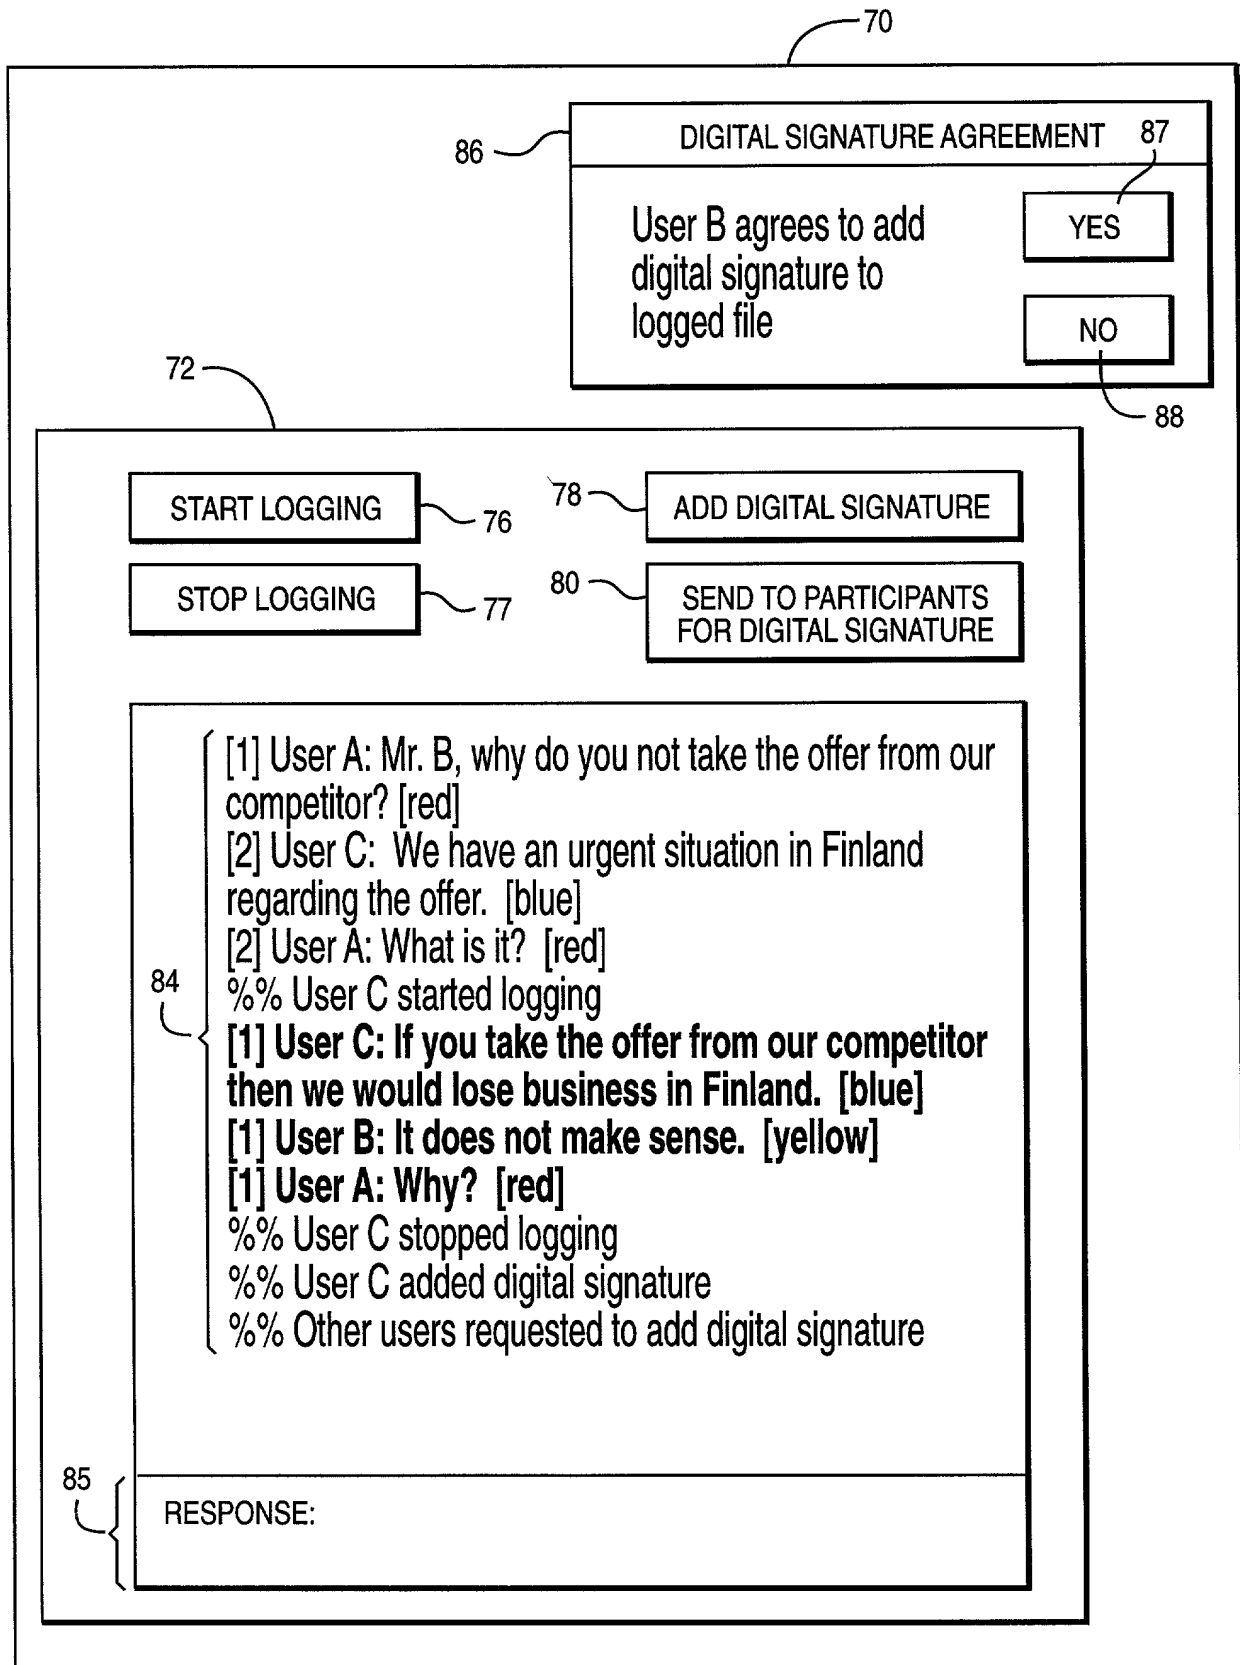 70
86
DIGITAL SIGNATURE AGREEMENT
87
User B agrees to add
digital signature to
logged file
YES
NO
88
72
START LOGGING
76
78
ADD DIGITAL SIGNATURE
STOP LOGGING
77
80
SEND TO PARTICIPANTS
FOR DIGITAL SIGNATURE
84
[1] User A: Mr. B, why do you not take the offer from our
competitor? [red]
[2] User C:  We have an urgent situation in Finland
regarding the offer.  [blue]
[2] User A: What is it?  [red]
%% User C started logging
[1] User C: If you take the offer from our competitor
then we would lose business in Finland.  [blue]
[1] User B: It does not make sense.  [yellow]
[1] User A: Why?  [red]
%% User C stopped logging
%% User C added digital signature
%% Other users requested to add digital signature
85
RESPONSE: